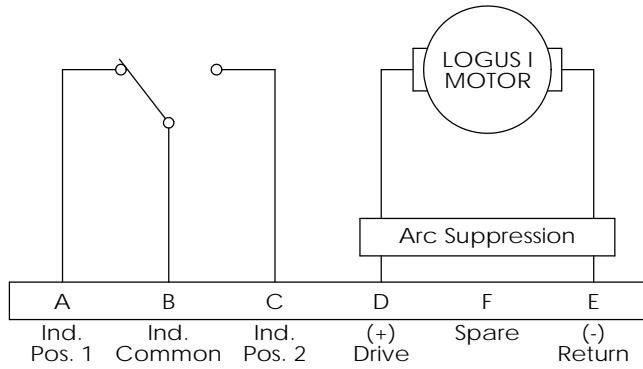 LOGUS I
MOTOR
Arc Suppression
A B C D F E
Ind. Ind. Ind. (+) Spare (-)
Pos. 1 Common Pos. 2 Drive Return